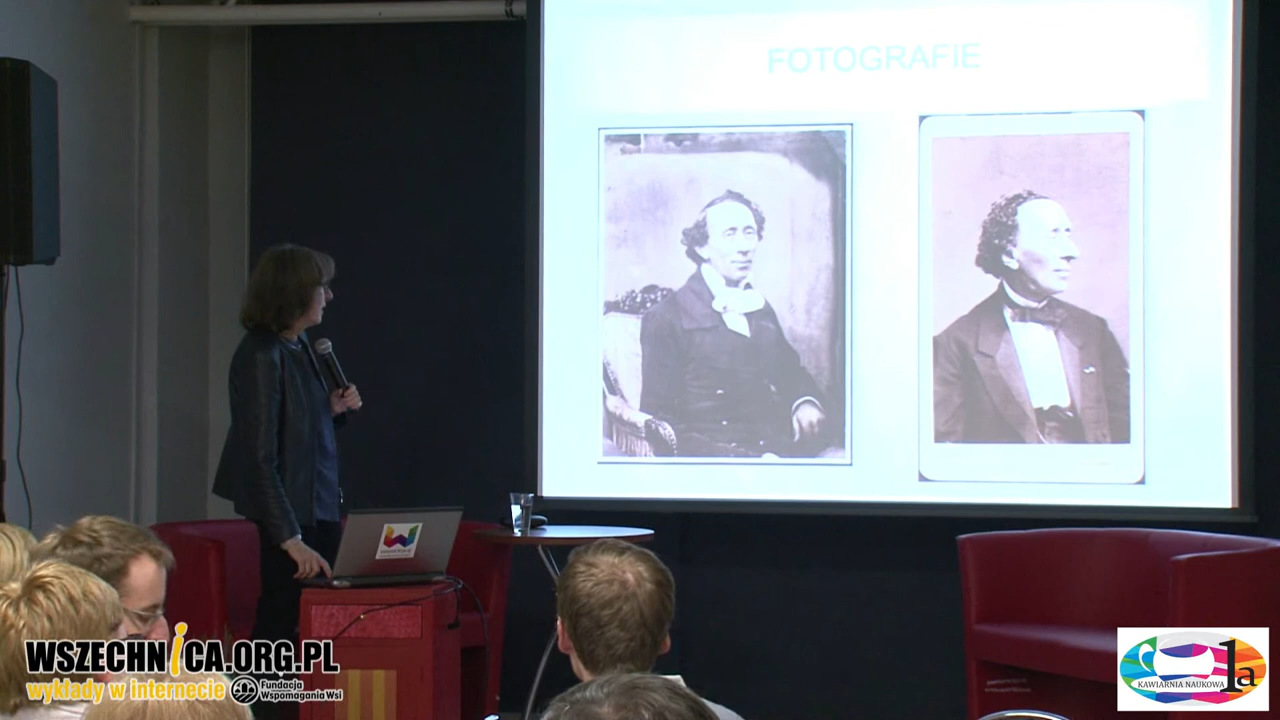 FOTOGRAFIE
WSZECHNICA.ORG.PL
wykłady w internecie
Fundacja
Wspomagania Wsi
KAWIARNIA NAUKOWA
1a